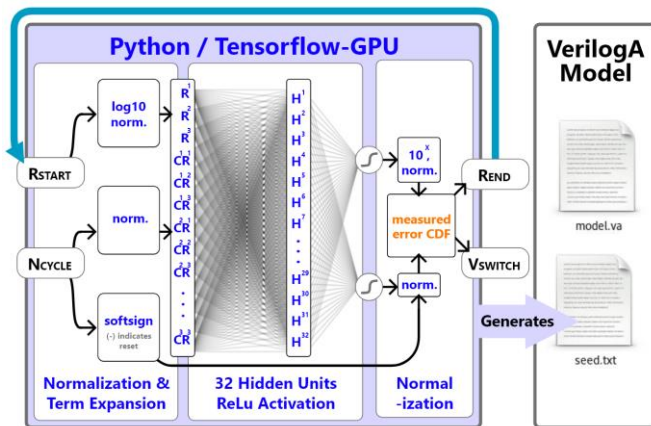 Python / Tensorflow-GPU
VerilogA
Model
log10
norm.
RSTART
norm.
NCYCLE
softsign
(-) indicates
reset
R¹
R²
R³
CR¹₁
CR¹₂
CR¹₃
CR²₁
CR²₂
CR²₃
.
.
.
CR³₃
H¹
H²
H³
H⁴
H⁵
H⁶
H⁷
.
.
.
H²⁹
H³⁰
H³¹
H³²
10ˣ,
norm.
measured
error CDF
norm.
REND
VSWITCH
model.va
Generates
seed.txt
Normalization &
Term Expansion
32 Hidden Units
ReLu Activation
Normal
-ization